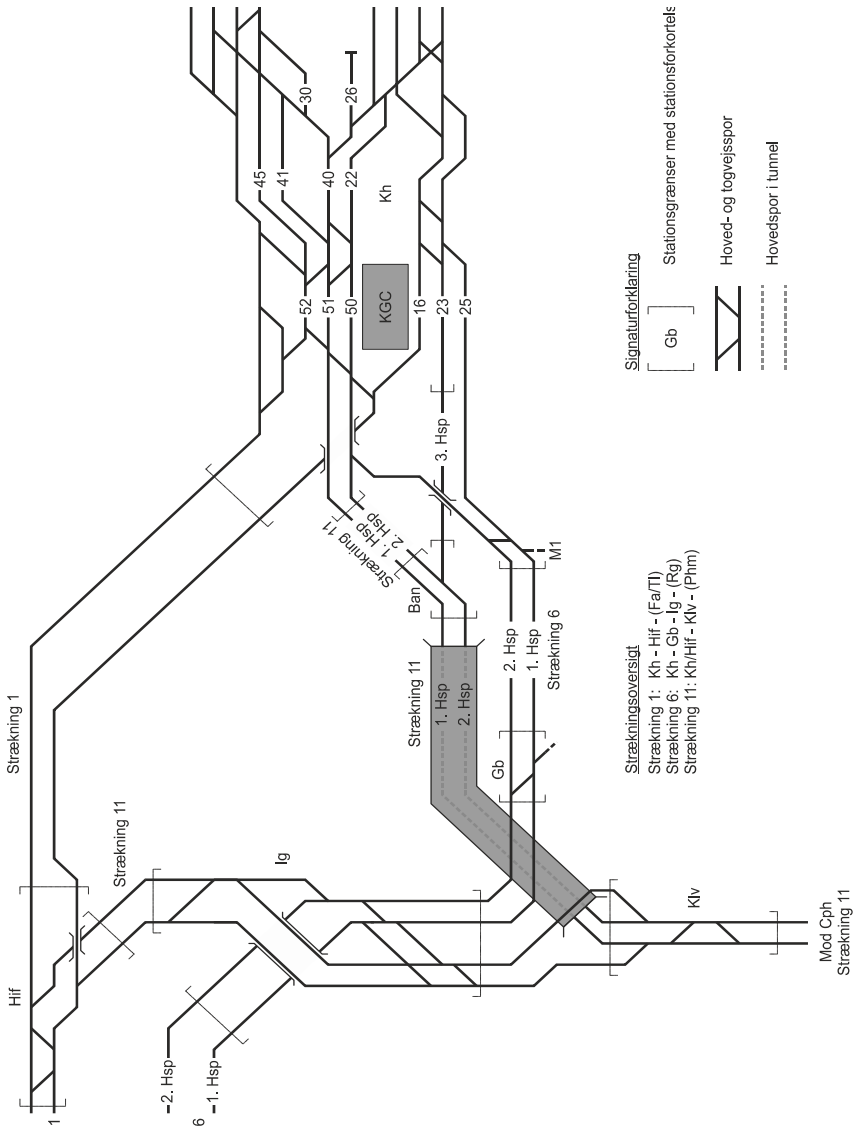 Strækning 1
Hif
1
Strækning 11
Ig
2. Hsp
1. Hsp
6
45
41
30
40
22
26
Kh
52
51
50
KGC
16
23
25
3. Hsp
Strækning 11
1. Hsp
2. Hsp
Ban
M1
Strækning 11
1. Hsp
2. Hsp
2. Hsp
1. Hsp
Strækning 6
Gb
Klv
Mod Cph
Strækning 11
Signaturforklaring
Gb
Stationsgrænser med stationsforkortels
Hoved- og togvejsspor
Hovedspor i tunnel
Strækningsoversigt
Strækning 1: Kh - Hif - (Fa/Tl)
Strækning 6: Kh - Gb - Ig - (Rg)
Strækning 11: Kh/Hif - Klv - (Phm)